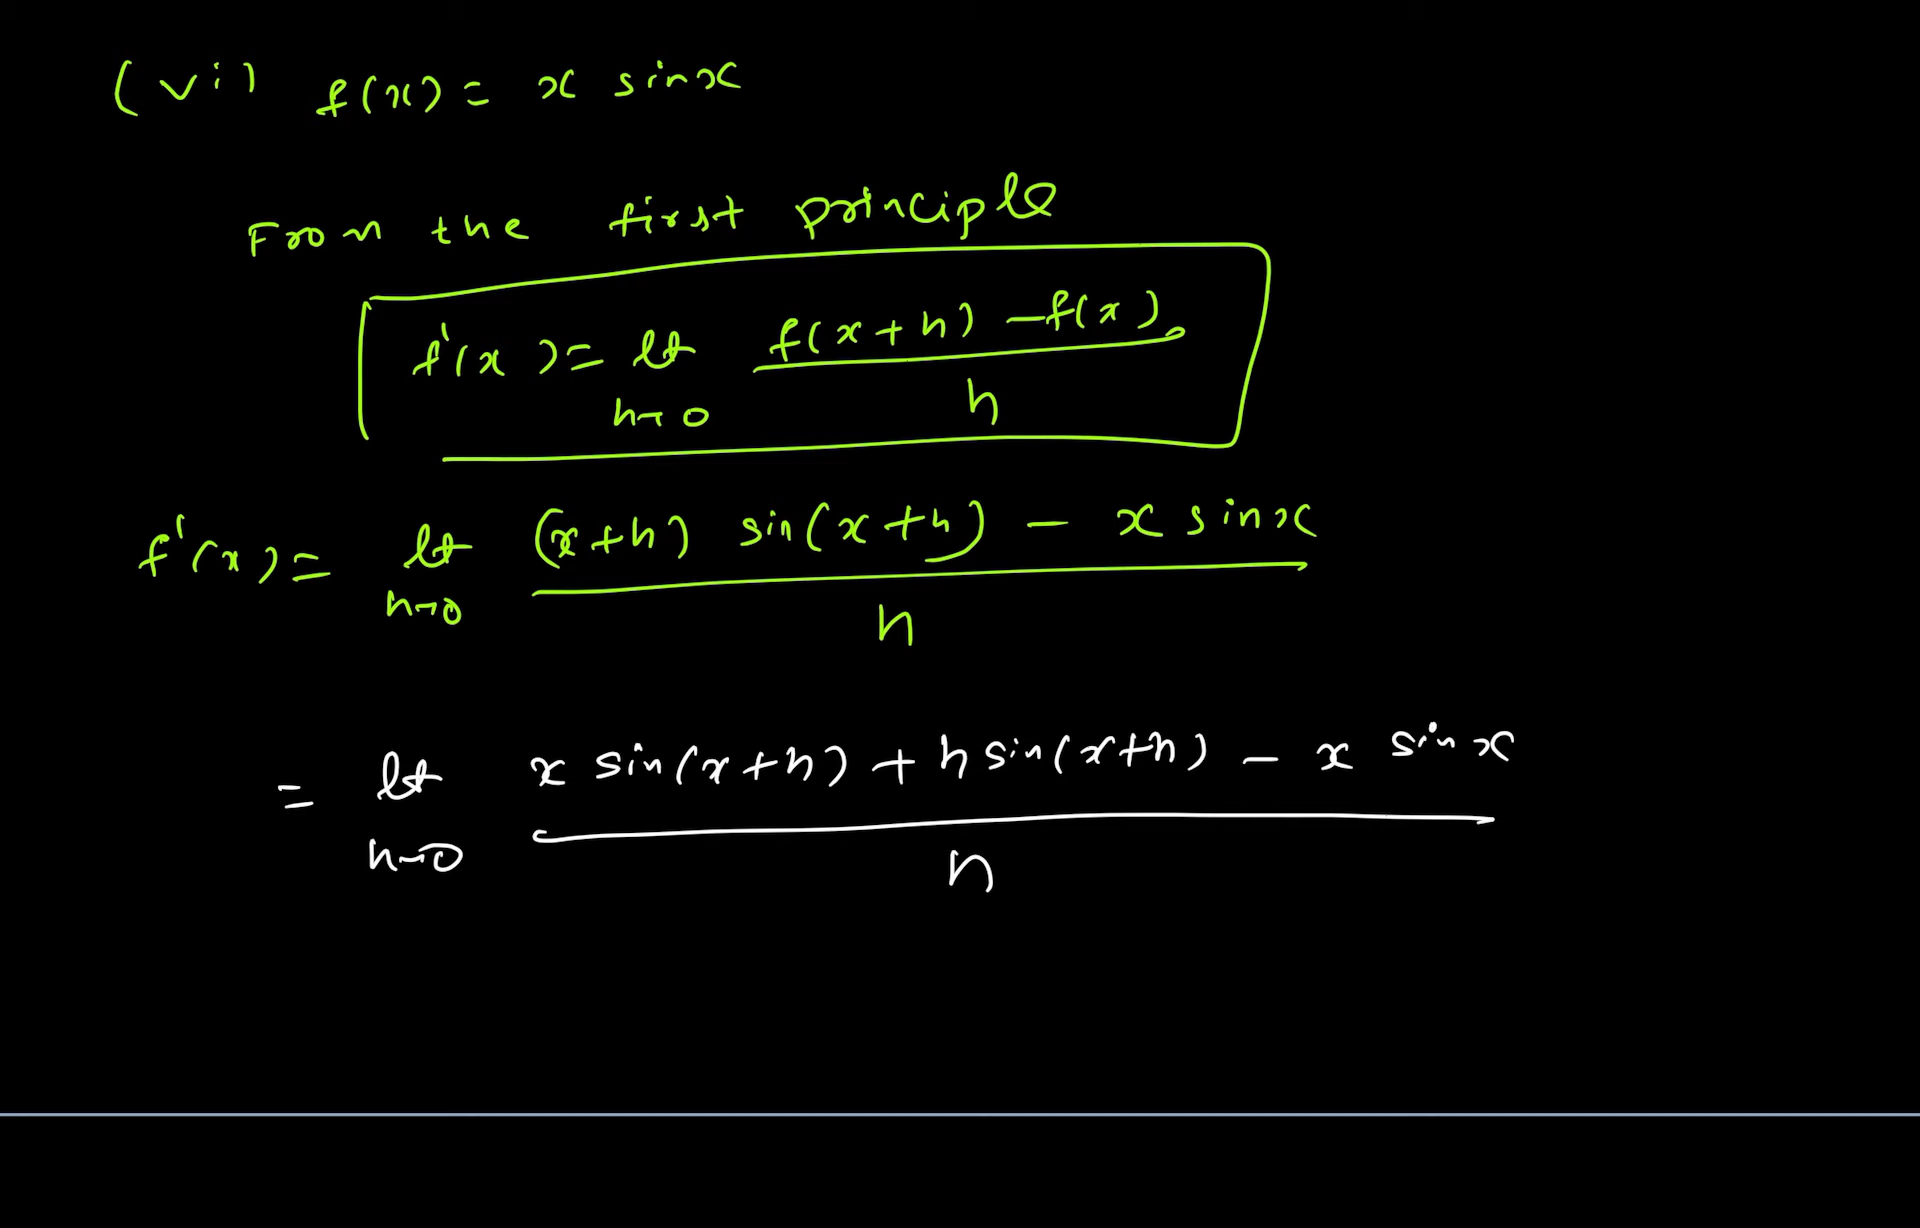 (vi) f(x) = x sinx
From the first principle
f'(x) = lt f(x+h) - f(x)
h→0 h
f'(x) = lt (x+h) sin(x+h) - x sinx
h→0 h
= lt x sin(x+h) + h sin(x+h) - x sinx
h→0 h